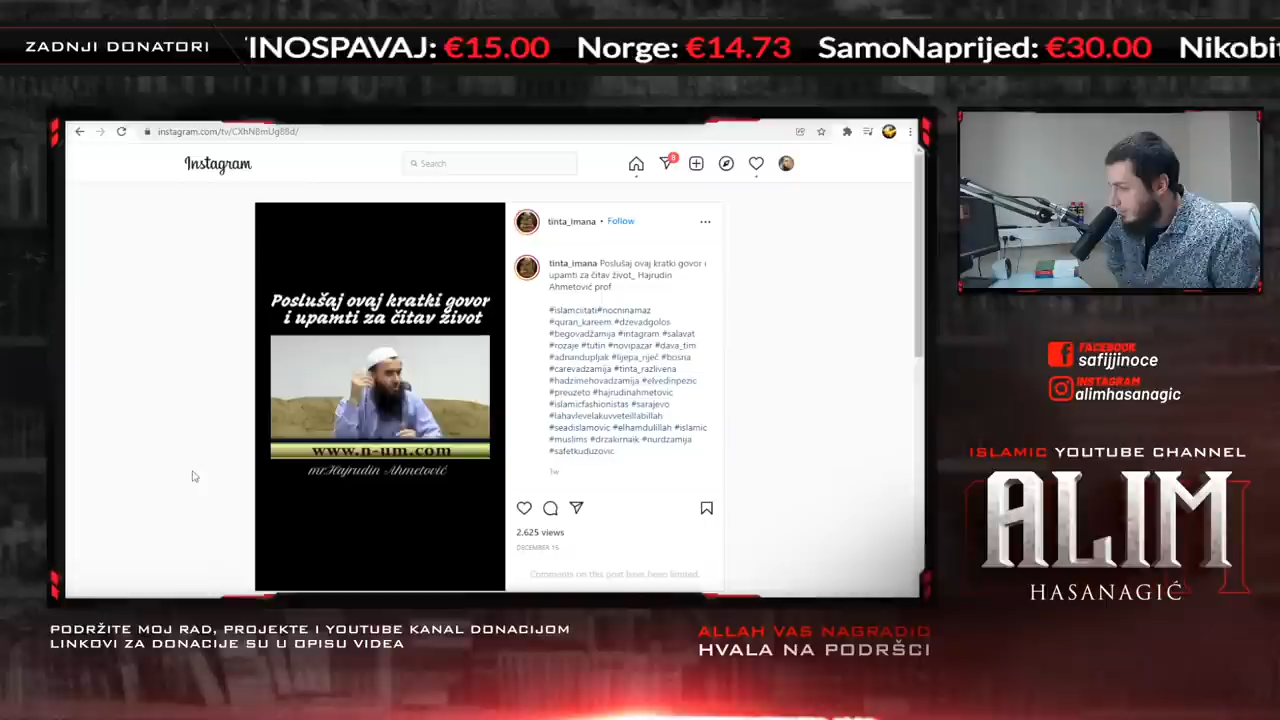 ZADNJI DONATORI
INOSPAVAJ: €15.00 Norge: €14.73 SamoNaprijed: €30.00 Nikobit
instagram.com/tv/CXhNBmUgBBd/
Instagram
Search
8
tinta_imana • Follow
Poslušaj ovaj kratki govor
i upamti za čitav život
www.n-um.com
mr.Hajrudin Ahmetović
tinta_imana Poslušaj ovaj kratki govor i
upamti za čitav život_ Hajrudin
Ahmetović prof
#islamcitati#nocninamaz
#quran_kareem #dzevadgolos
#begovadžamija #intagram #salavat
#rozaje #tutin #novipazar #dava_tim
#adnandupljak #lijepa_riječ #bosna
#carevadzamija #tinta_razlivena
#hadzimehovadzamija #elvedinpezic
#preuzeto #hajrudinahmetovic
#islamicfashionistas #sarajevo
#lahavlevelakuvveteillabillah
#seadislamovic #elhamdulillah #islamic
#muslims #drzakirnaik #nurdzamija
#safetkuduzovic
1w
2.625 views
DECEMBER 15
Comments on this post have been limited.
FACEBOOK
safijjinoce
INSTAGRAM
alimhasanagic
ISLAMIC YOUTUBE CHANNEL
ALIM
HASANAGIĆ
PODRŽITE MOJ RAD, PROJEKTE I YOUTUBE KANAL DONACIJOM
LINKOVI ZA DONACIJE SU U OPISU VIDEA
ALLAH VAS NAGRADIO
HVALA NA PODRŠCI